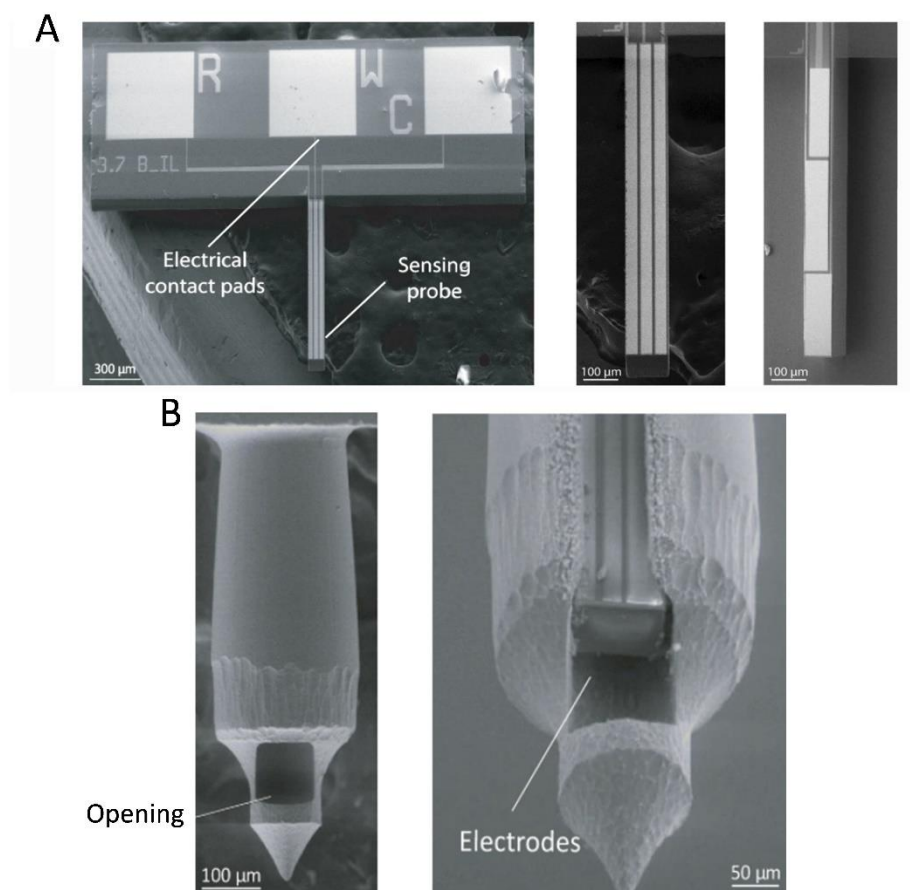 A
R
W
C
3.7 B_IL
Electrical
contact pads
Sensing
probe
300 µm
100 µm
100 µm
B
Opening
100 µm
Electrodes
50 µm